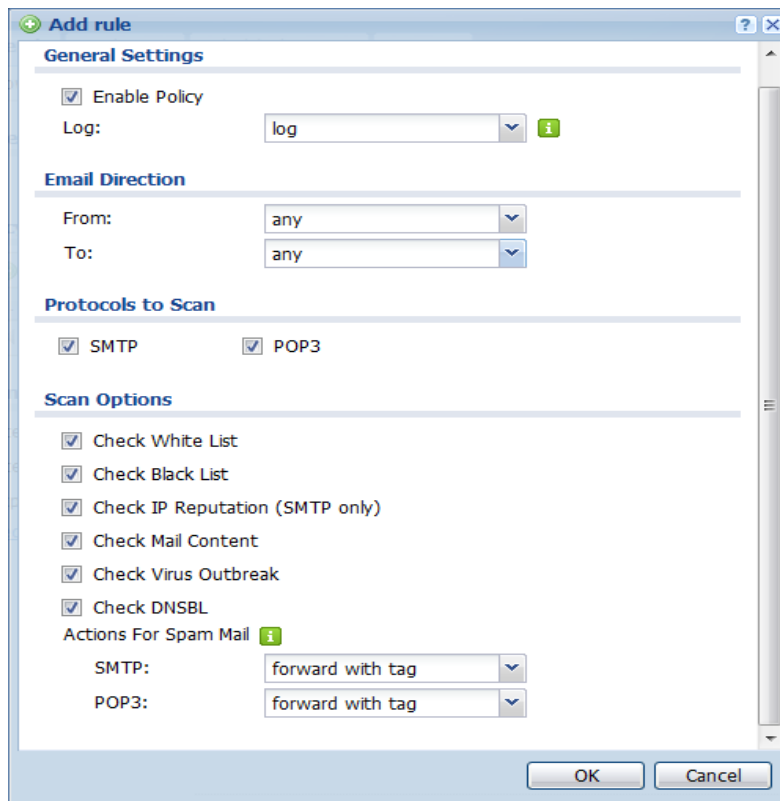 Add rule
General Settings
Enable Policy
Log: log
Email Direction
From: any
To: any
Protocols to Scan
SMTP POP3
Scan Options
Check White List
Check Black List
Check IP Reputation (SMTP only)
Check Mail Content
Check Virus Outbreak
Check DNSBL
Actions For Spam Mail
SMTP: forward with tag
POP3: forward with tag
OK Cancel